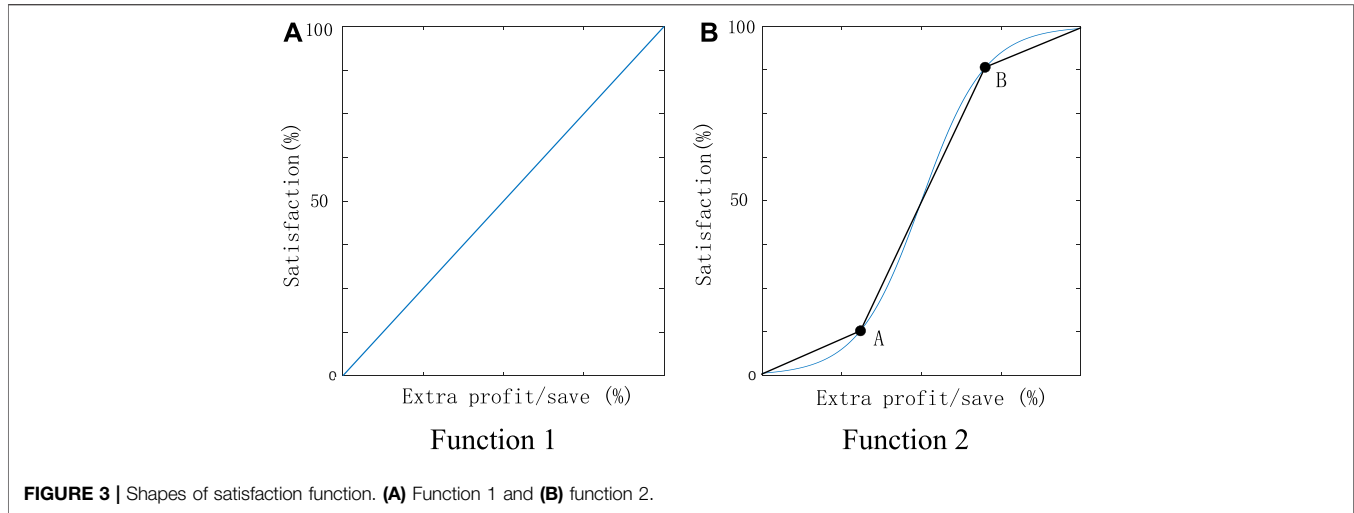 A
100
50
0
Satisfaction(%)
Extra profit/save (%)
Function 1
B
100
50
0
Satisfaction(%)
A
B
Extra profit/save (%)
Function 2
FIGURE 3 | Shapes of satisfaction function. (A) Function 1 and (B) function 2.